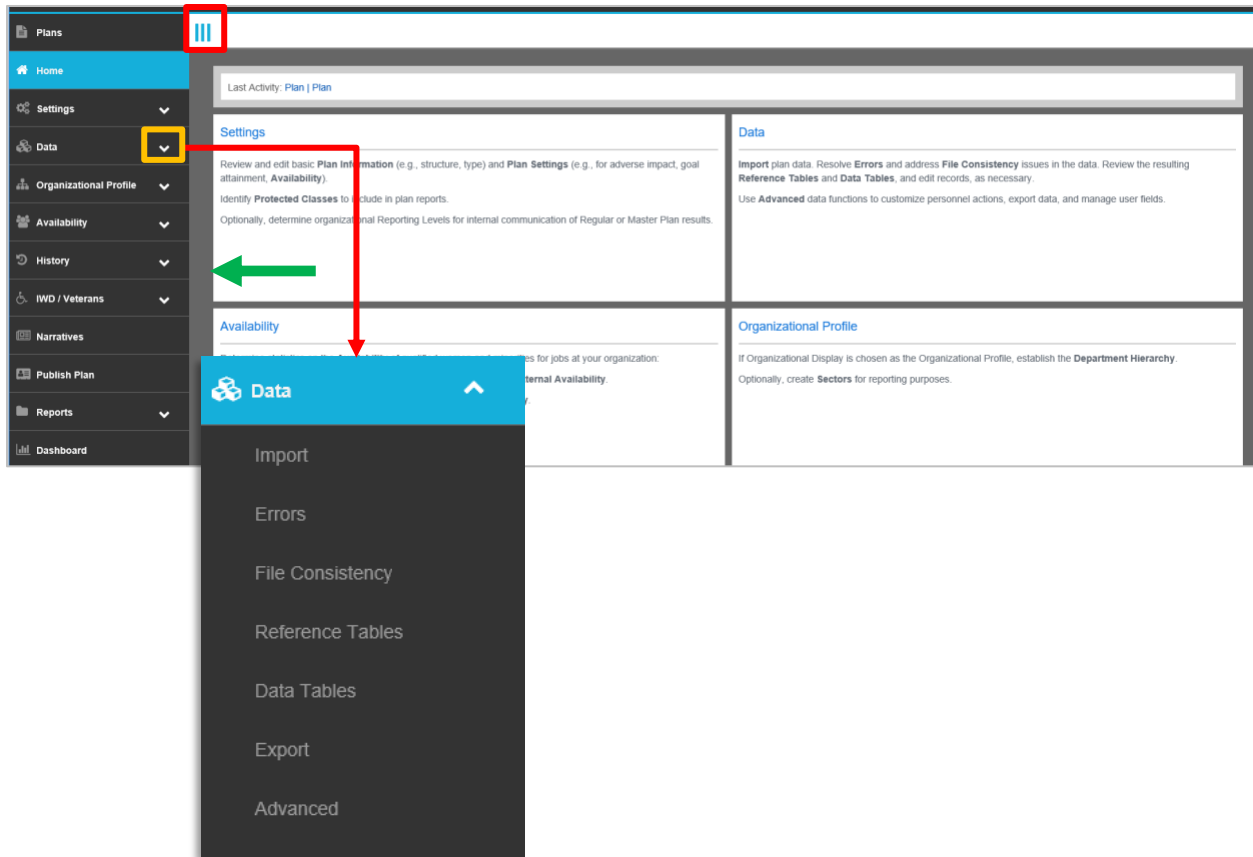 Plans
Home
Settings
Data
Organizational Profile
Availability
History
IWD / Veterans
Narratives
Publish Plan
Reports
Dashboard
Last Activity: Plan | Plan
Settings
Review and edit basic Plan Information (e.g., structure, type) and Plan Settings (e.g., for adverse impact, goal
attainment, Availability).
Identify Protected Classes to include in plan reports.
Optionally, determine organizational Reporting Levels for internal communication of Regular or Master Plan results.
Data
Import plan data. Resolve Errors and address File Consistency issues in the data. Review the resulting
Reference Tables and Data Tables, and edit records, as necessary.
Use Advanced data functions to customize personnel actions, export data, and manage user fields.
Availability
for jobs at your organization:
Availability.
Organizational Profile
If Organizational Display is chosen as the Organizational Profile, establish the Department Hierarchy.
Optionally, create Sectors for reporting purposes.
Data
Import
Errors
File Consistency
Reference Tables
Data Tables
Export
Advanced